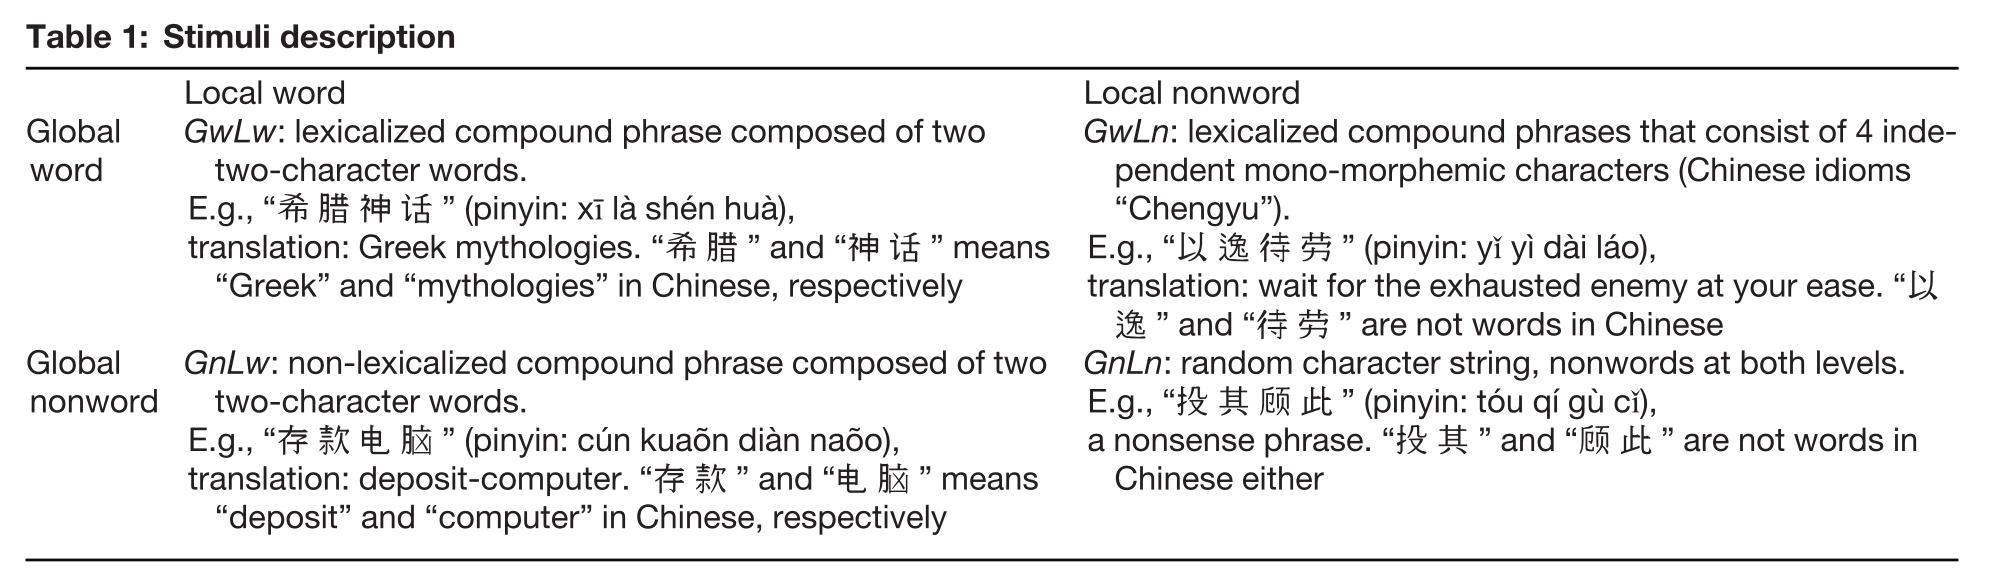 Table 1: Stimuli description
Local word
Local nonword
Global
word
GwLw: lexicalized compound phrase composed of two
two-character words.
E.g., “希 腊 神 话 ” (pinyin: xī là shén huà),
translation: Greek mythologies. “希 腊 ” and “神 话 ” means
“Greek” and “mythologies” in Chinese, respectively
GwLn: lexicalized compound phrases that consist of 4 inde-
pendent mono-morphemic characters (Chinese idioms
“Chengyu”).
E.g., “以 逸 待 劳 ” (pinyin: yǐ yì dài láo),
translation: wait for the exhausted enemy at your ease. “以
逸 ” and “待 劳 ” are not words in Chinese
Global
nonword
GnLw: non-lexicalized compound phrase composed of two
two-character words.
E.g., “存 款 电 脑 ” (pinyin: cún kuaõn diàn naõo),
translation: deposit-computer. “存 款 ” and “电 脑 ” means
“deposit” and “computer” in Chinese, respectively
GnLn: random character string, nonwords at both levels.
E.g., “投 其 顾 此 ” (pinyin: tóu qí gù cǐ),
a nonsense phrase. “投 其 ” and “顾 此 ” are not words in
Chinese either